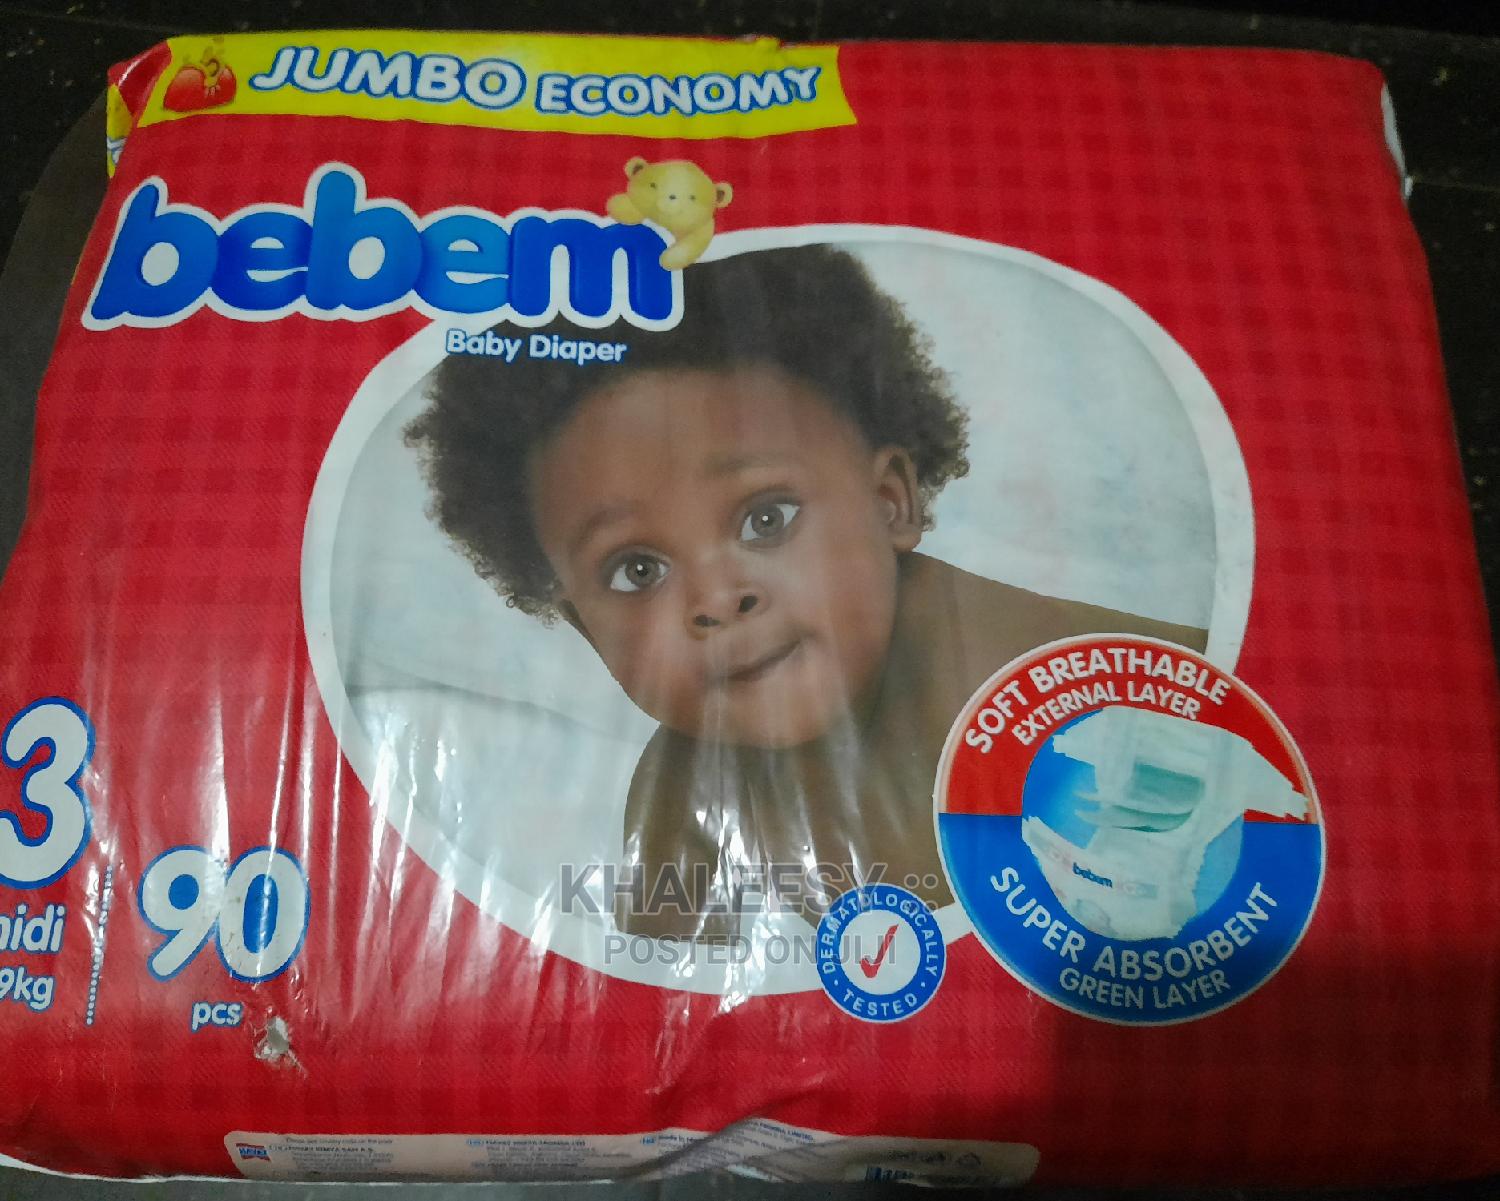 JUMBO ECONOMY
bebem
Baby Diaper
3
90
9kg
pcs
SOFT BREATHABLE
EXTERNAL LAYER
bebem
SUPER ABSORBENT
GREEN LAYER
DERMATOLOGICALLY
TESTED
KHALEESY
POSTED ON JIJI